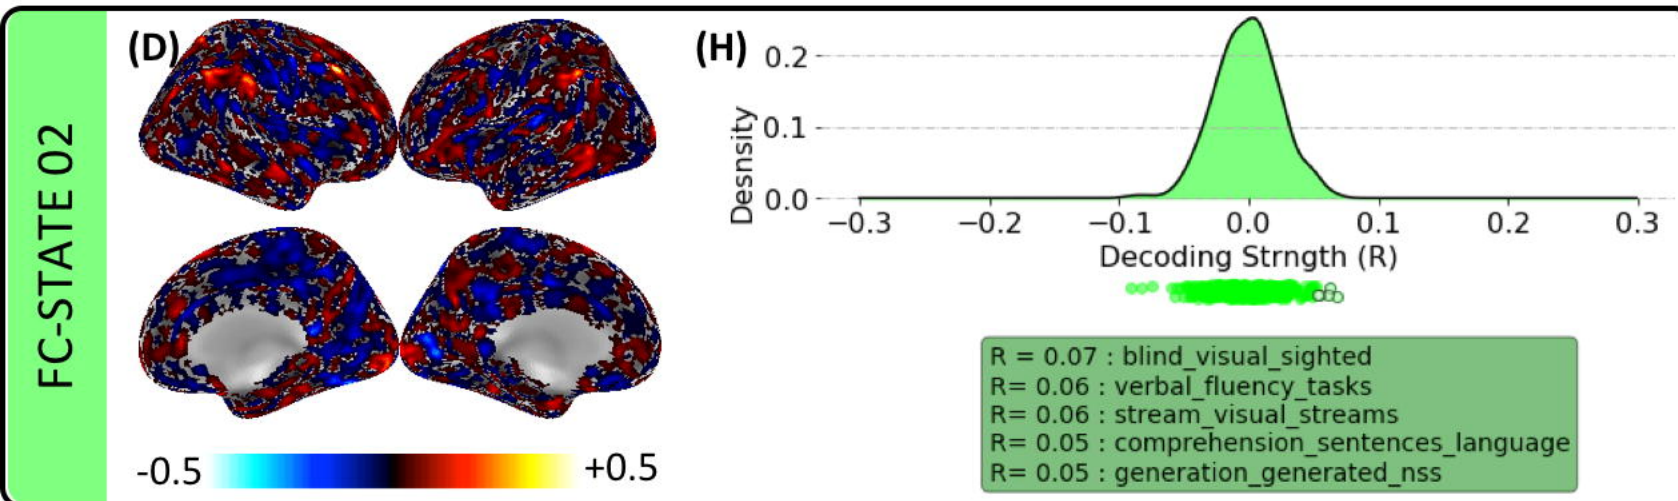 FC-STATE 02
(D)
-0.5
+0.5
(H)
0.2
0.1
0.0
Desnsity
−0.3 −0.2 −0.1 0.0 0.1 0.2 0.3
Decoding Strngth (R)
R = 0.07 : blind_visual_sighted
R= 0.06 : verbal_fluency_tasks
R= 0.06 : stream_visual_streams
R= 0.05 : comprehension_sentences_language
R= 0.05 : generation_generated_nss